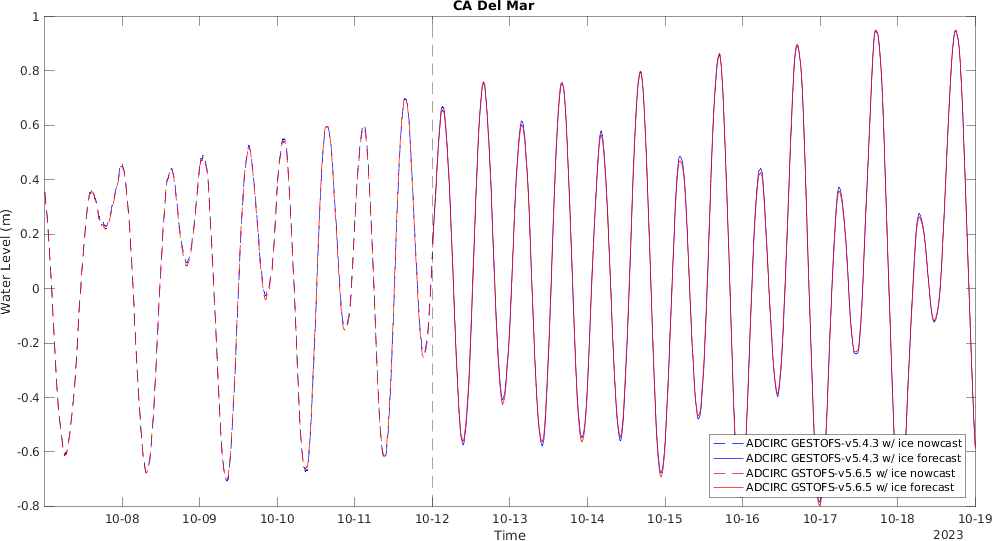 CA Del Mar
1
0.8
0.6
0.4
0.2
0
-0.2
-0.4
-0.6
-0.8
Water Level (m)
10-08 10-09 10-10 10-11 10-12 10-13 10-14 10-15 10-16 10-17 10-18 10-19
Time
2023
ADCIRC GESTOFS-v5.4.3 w/ ice nowcast
ADCIRC GESTOFS-v5.4.3 w/ ice forecast
ADCIRC GSTOFS-v5.6.5 w/ ice nowcast
ADCIRC GSTOFS-v5.6.5 w/ ice forecast